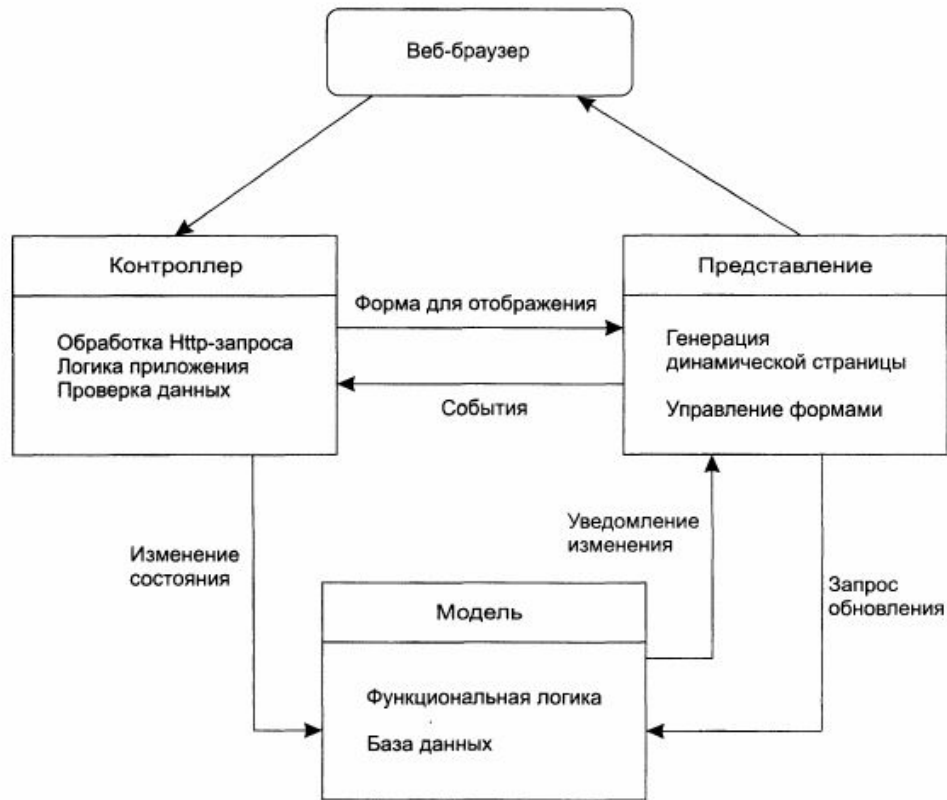 Веб-браузер
Контроллер
Обработка Http-запроса
Логика приложения
Проверка данных
Форма для отображения
События
Представление
Генерация
динамической страницы
Управление формами
Изменение
состояния
Уведомление
изменения
Запрос
обновления
Модель
Функциональная логика
База данных